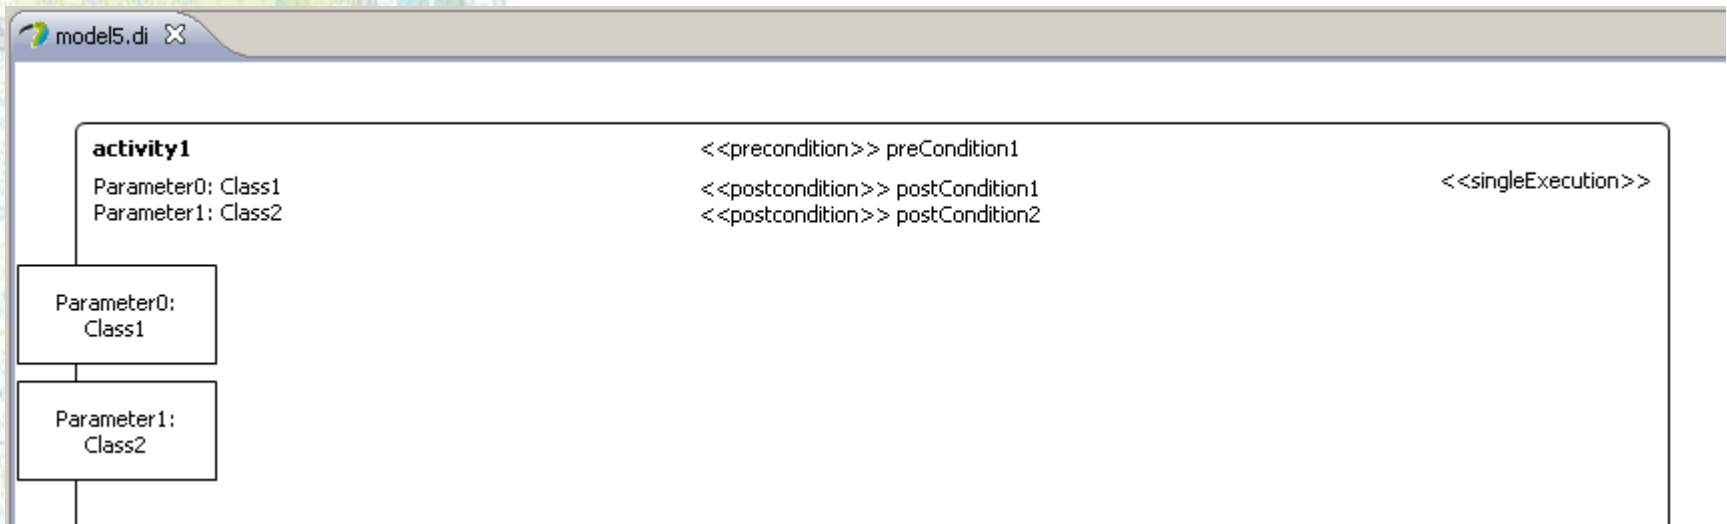 model5.di
activity1
<<precondition>> preCondition1
Parameter0: Class1
<<postcondition>> postCondition1
<<singleExecution>>
Parameter1: Class2
<<postcondition>> postCondition2
Parameter0:
Class1
Parameter1:
Class2